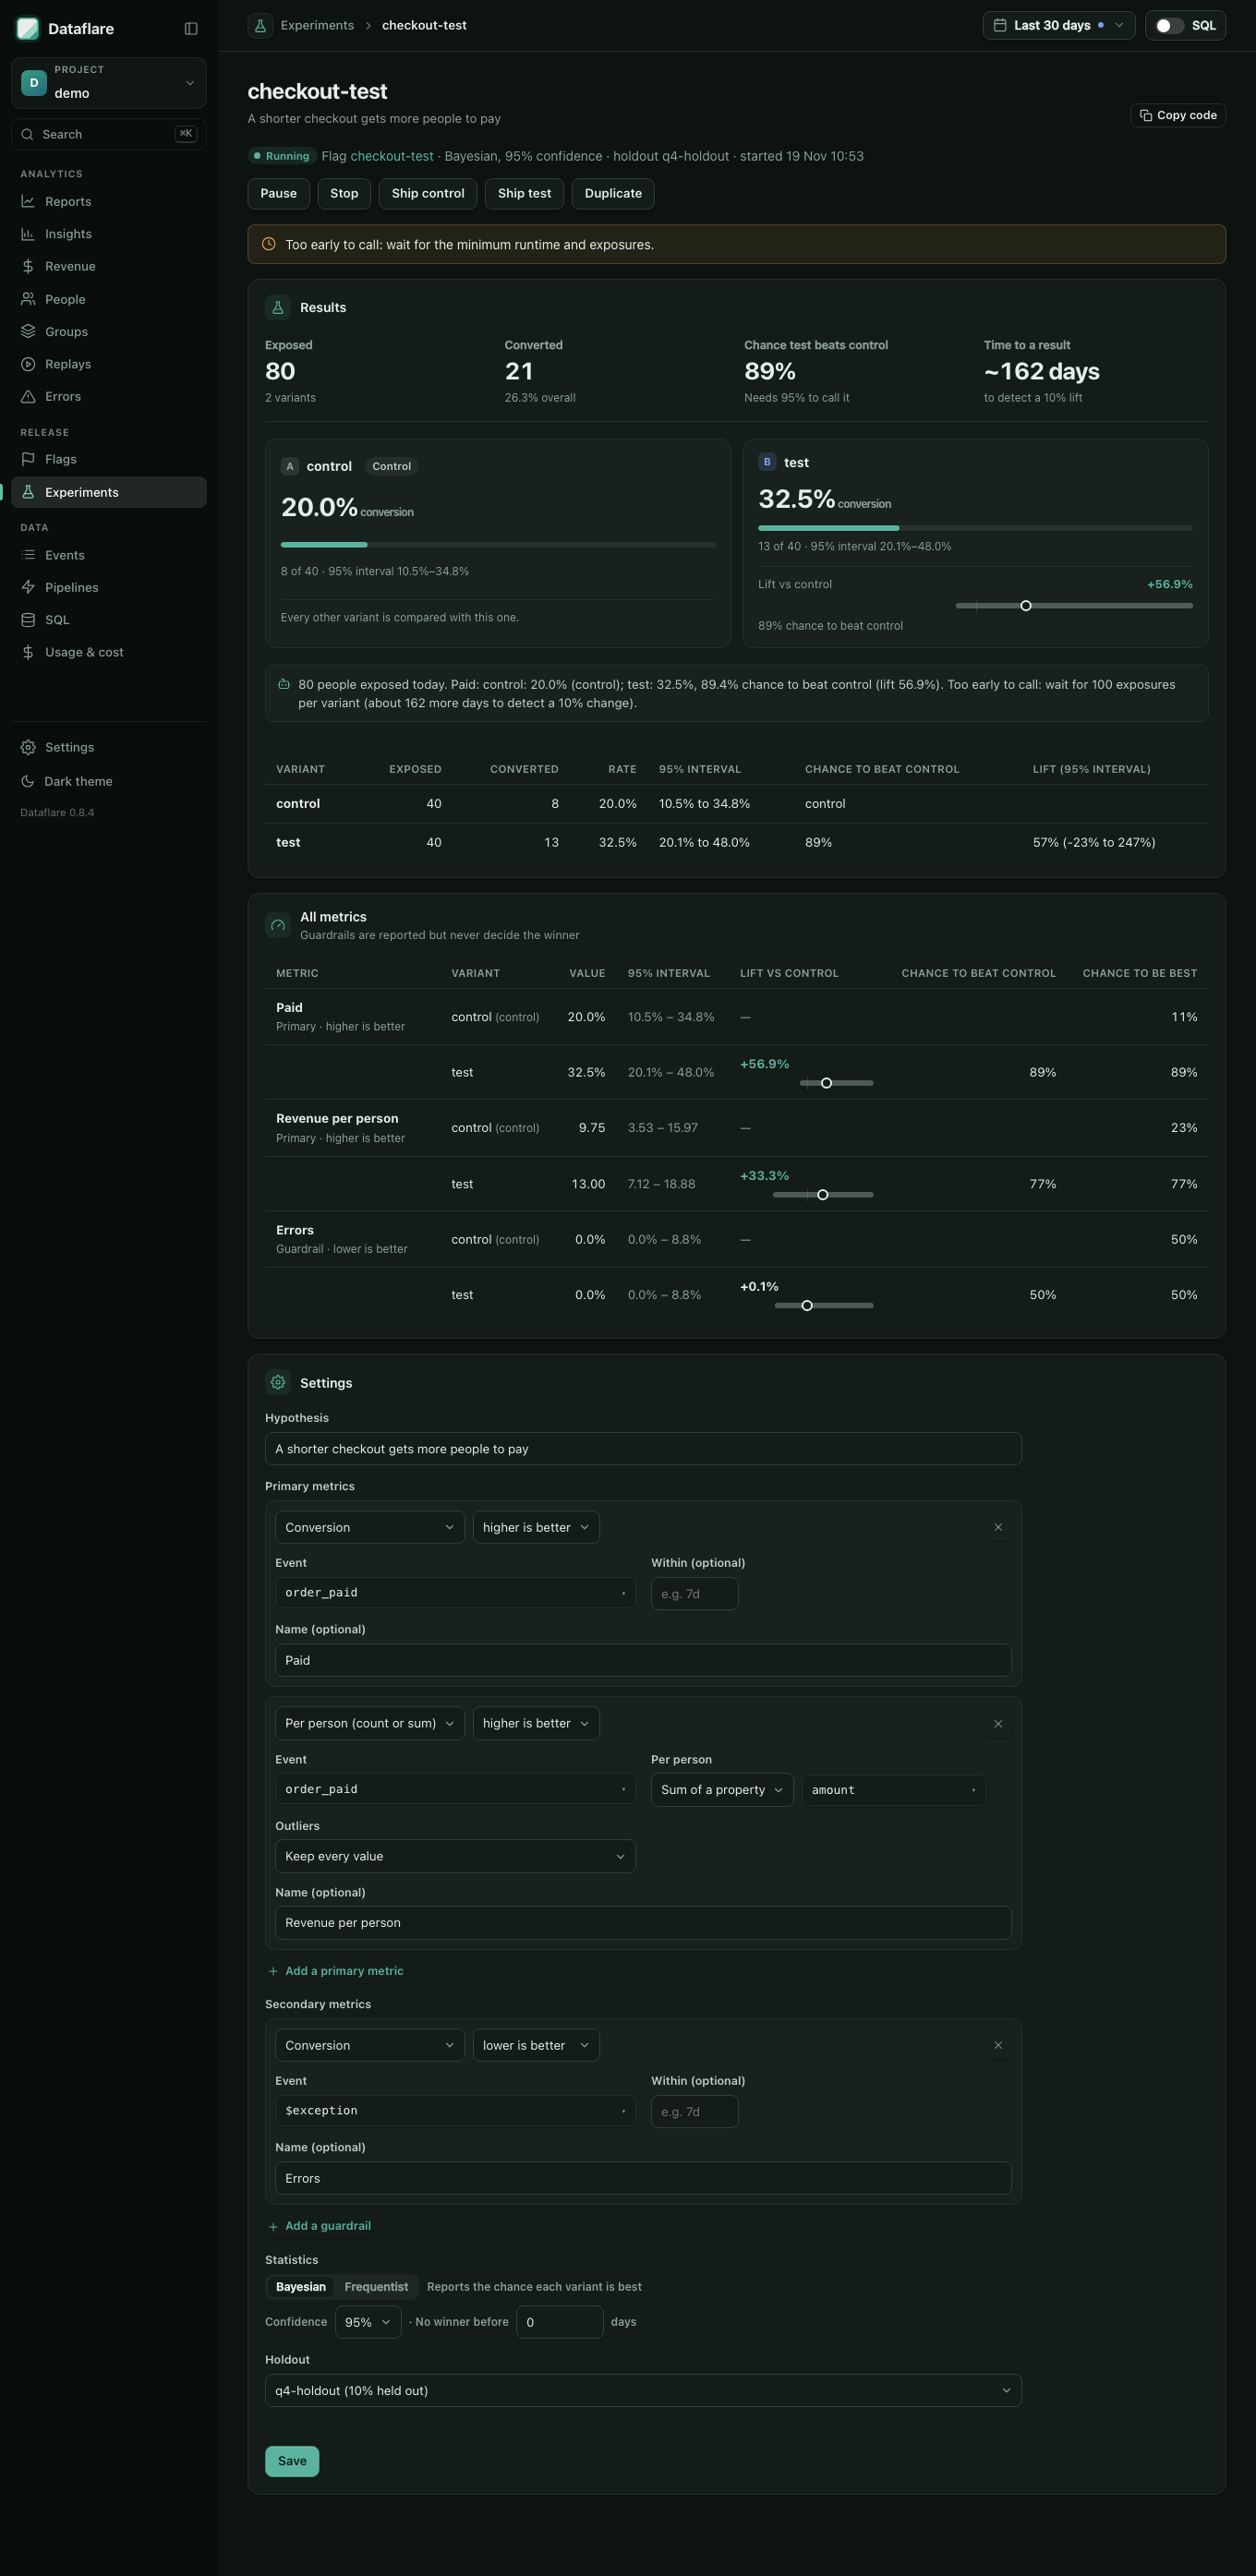 Dataflare
PROJECT
D
demo
Search
⌘K
ANALYTICS
Reports
Insights
Revenue
People
Groups
Replays
Errors
RELEASE
Flags
Experiments
DATA
Events
Pipelines
SQL
Usage & cost
Settings
Dark theme
Dataflare 0.8.4
Experiments > checkout-test
Last 30 days
SQL
checkout-test
A shorter checkout gets more people to pay
Copy code
Running Flag checkout-test · Bayesian, 95% confidence · holdout q4-holdout · started 19 Nov 10:53
Pause Stop Ship control Ship test Duplicate
Too early to call: wait for the minimum runtime and exposures.
Results
Exposed
80
2 variants
Converted
21
26.3% overall
Chance test beats control
89%
Needs 95% to call it
Time to a result
~162 days
to detect a 10% lift
A control Control
20.0% conversion
8 of 40 · 95% interval 10.5%–34.8%
Every other variant is compared with this one.
B test
32.5% conversion
13 of 40 · 95% interval 20.1%–48.0%
Lift vs control +56.9%
89% chance to beat control
80 people exposed today. Paid: control: 20.0% (control); test: 32.5%, 89.4% chance to beat control (lift 56.9%). Too early to call: wait for 100 exposures
per variant (about 162 more days to detect a 10% change).
VARIANT EXPOSED CONVERTED RATE 95% INTERVAL CHANCE TO BEAT CONTROL LIFT (95% INTERVAL)
control 40 8 20.0% 10.5% to 34.8% control
test 40 13 32.5% 20.1% to 48.0% 89% 57% (-23% to 247%)
All metrics
Guardrails are reported but never decide the winner
METRIC VARIANT VALUE 95% INTERVAL LIFT VS CONTROL CHANCE TO BEAT CONTROL CHANCE TO BE BEST
Paid
Primary · higher is better
control (control) 20.0% 10.5% – 34.8% — 11%
test 32.5% 20.1% – 48.0% +56.9% 89% 89%
Revenue per person
Primary · higher is better
control (control) 9.75 3.53 – 15.97 — 23%
test 13.00 7.12 – 18.88 +33.3% 77% 77%
Errors
Guardrail · lower is better
control (control) 0.0% 0.0% – 8.8% — 50%
test 0.0% 0.0% – 8.8% +0.1% 50% 50%
Settings
Hypothesis
A shorter checkout gets more people to pay
Primary metrics
Conversion higher is better
Event Within (optional)
order_paid e.g. 7d
Name (optional)
Paid
Per person (count or sum) higher is better
Event Per person
order_paid Sum of a property amount
Outliers
Keep every value
Name (optional)
Revenue per person
+ Add a primary metric
Secondary metrics
Conversion lower is better
Event Within (optional)
$exception e.g. 7d
Name (optional)
Errors
+ Add a guardrail
Statistics
Bayesian Frequentist Reports the chance each variant is best
Confidence 95% · No winner before 0 days
Holdout
q4-holdout (10% held out)
Save